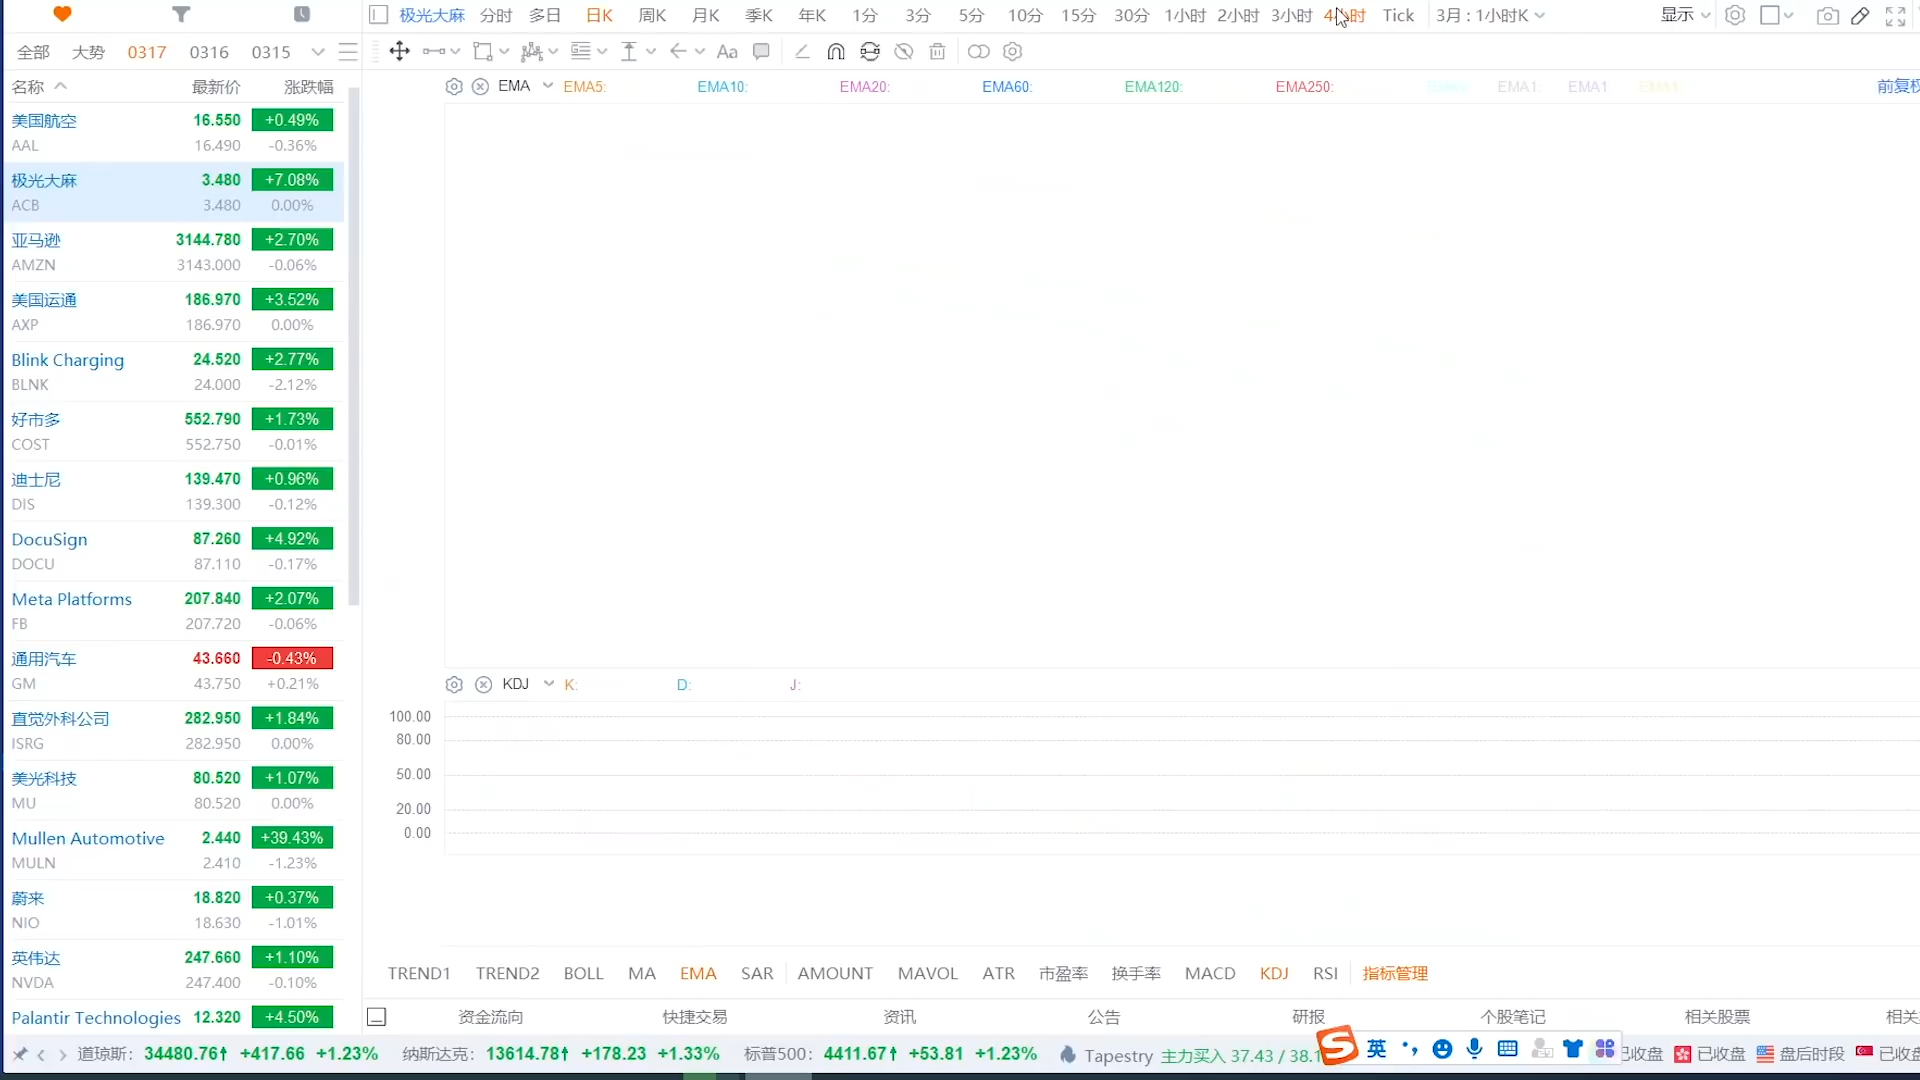 极光大麻 分时 多日 日K 周K 月K 季K 年K 1分 3分 5分 10分 15分 30分 1小时 2小时 3小时 4小时 Tick 3月 : 1小时K 显示
全部 大势 0317 0316 0315 Aa
名称 最新价 涨跌幅
EMA EMA5: EMA10: EMA20: EMA60: EMA120: EMA250: EMA1: EMA1 前复权
美国航空 16.550 +0.49%
AAL 16.490 -0.36%
极光大麻 3.480 +7.08%
ACB 3.480 0.00%
亚马逊 3144.780 +2.70%
AMZN 3143.000 -0.06%
美国运通 186.970 +3.52%
AXP 186.970 0.00%
Blink Charging 24.520 +2.77%
BLNK 24.000 -2.12%
好市多 552.790 +1.73%
COST 552.750 -0.01%
迪士尼 139.470 +0.96%
DIS 139.300 -0.12%
DocuSign 87.260 +4.92%
DOCU 87.110 -0.17%
Meta Platforms 207.840 +2.07%
FB 207.720 -0.06%
通用汽车 43.660 -0.43%
GM 43.750 +0.21%
直觉外科公司 282.950 +1.84%
ISRG 282.950 0.00%
美光科技 80.520 +1.07%
MU 80.520 0.00%
Mullen Automotive 2.440 +39.43%
MULN 2.410 -1.23%
蔚来 18.820 +0.37%
NIO 18.630 -1.01%
英伟达 247.660 +1.10%
NVDA 247.400 -0.10%
Palantir Technologies 12.320 +4.50%
KDJ K: D: J:
100.00
80.00
50.00
20.00
0.00
TREND1 TREND2 BOLL MA EMA SAR AMOUNT MAVOL ATR 市盈率 换手率 MACD KDJ RSI 指标管理
资金流向 快捷交易 资讯 公告 研报 个股笔记 相关股票 相关
道琼斯: 34480.76↑ +417.66 +1.23% 纳斯达克: 13614.78↑ +178.23 +1.33% 标普500: 4411.67↑ +53.81 +1.23% Tapestry 主力买入 37.43 / 38.1 英 已收盘 已收盘 盘后时段 已收盘